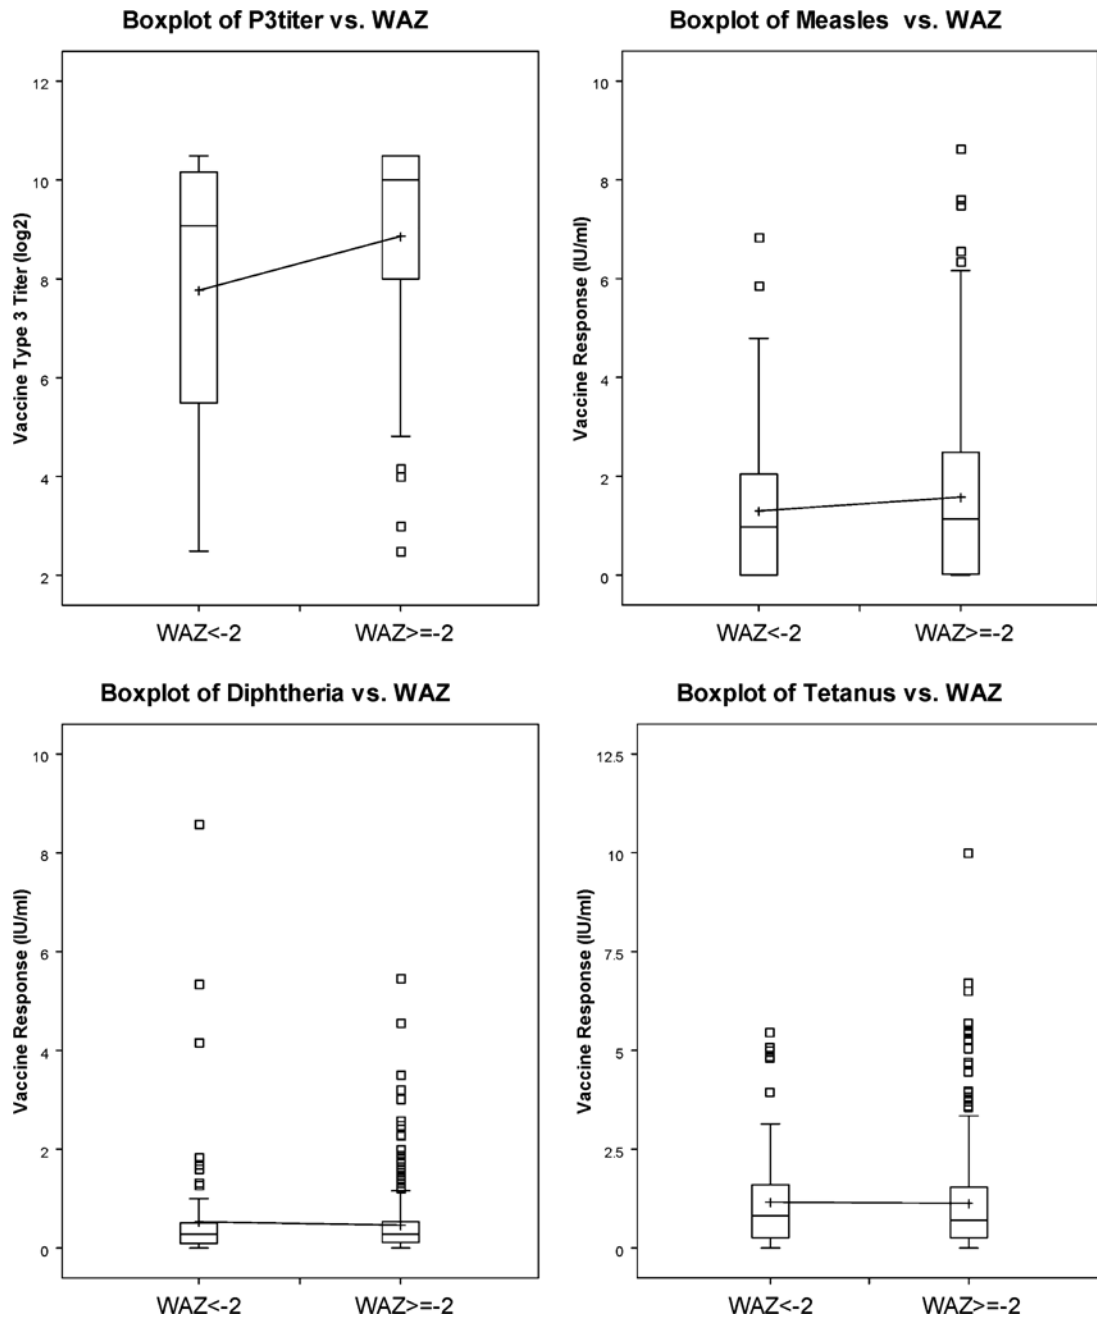 Boxplot of P3titer vs. WAZ
Vaccine Type 3 Titer (log2)
12
10
8
6
4
2
WAZ<-2 WAZ>=-2
Boxplot of Measles vs. WAZ
Vaccine Response (IU/ml)
10
8
6
4
2
0
WAZ<-2 WAZ>=-2
Boxplot of Diphtheria vs. WAZ
Vaccine Response (IU/ml)
10
8
6
4
2
0
WAZ<-2 WAZ>=-2
Boxplot of Tetanus vs. WAZ
Vaccine Response (IU/ml)
12.5
10
7.5
5
2.5
0
WAZ<-2 WAZ>=-2